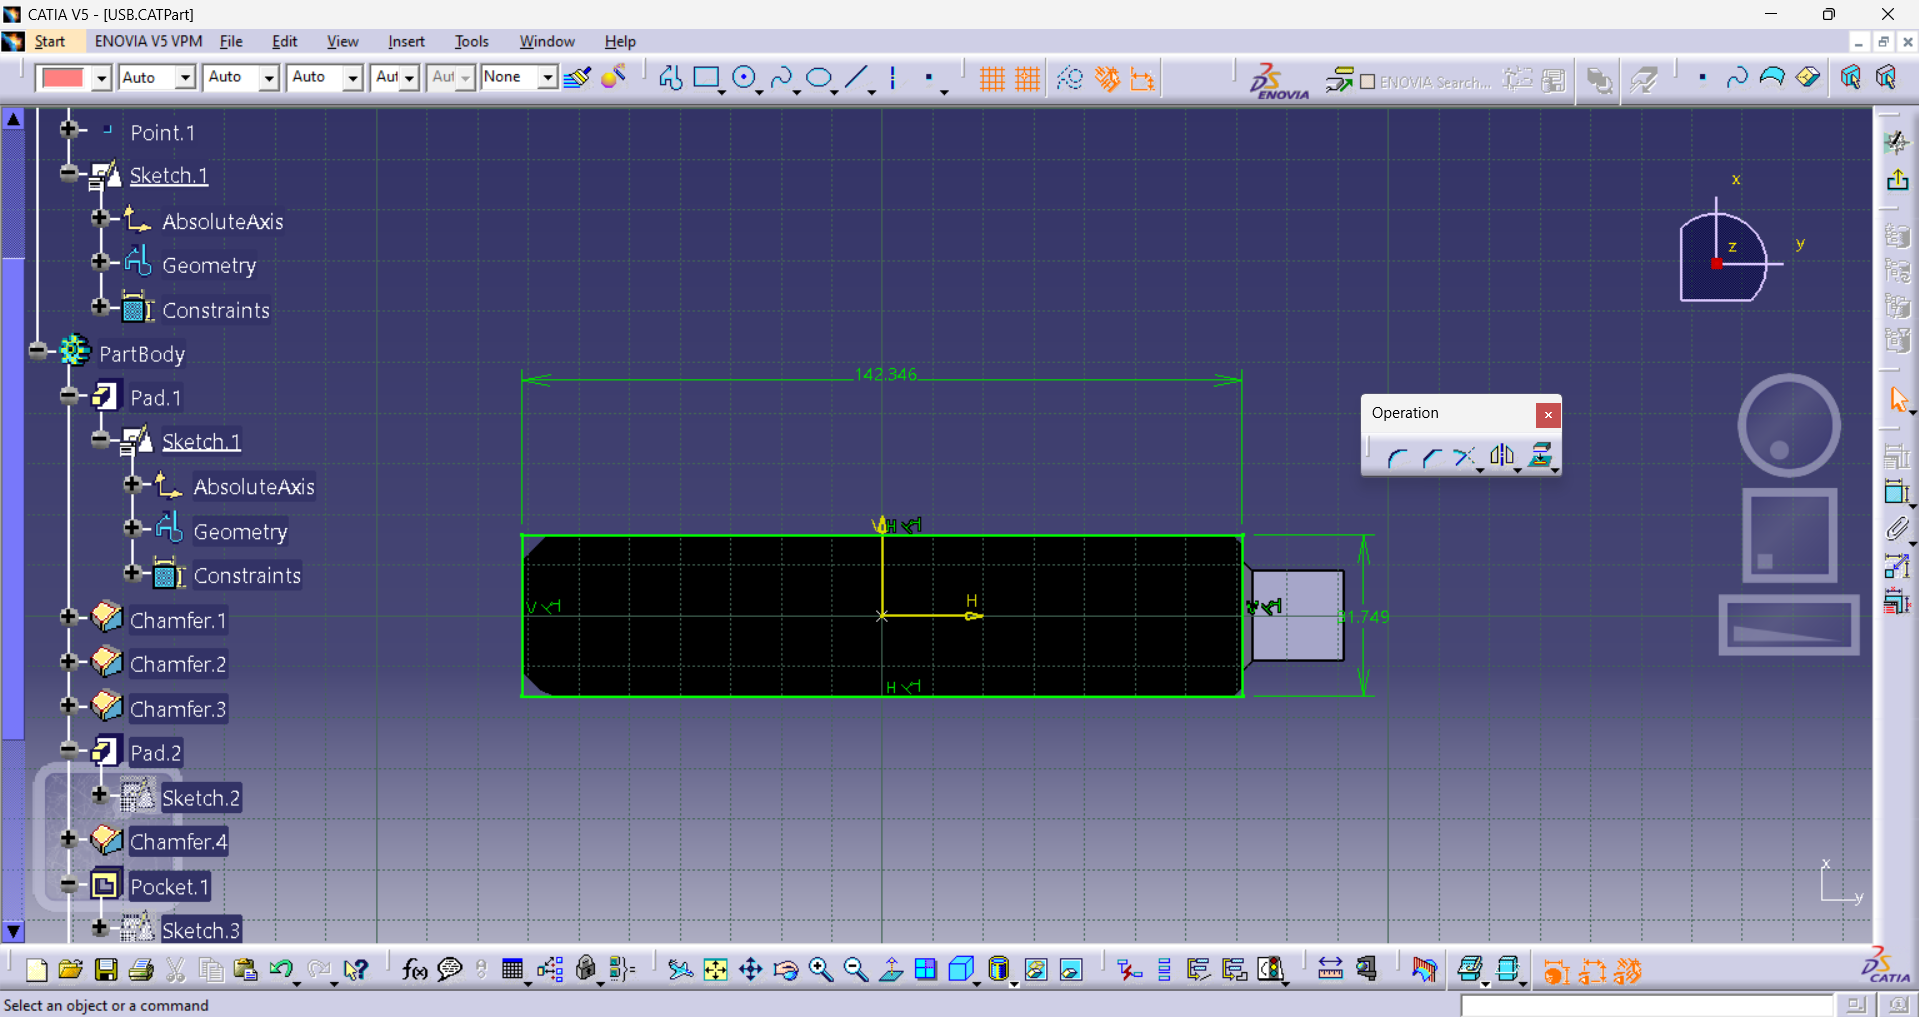 CATIA V5 - [USB.CATPart]
Start ENOVIA V5 VPM File Edit View Insert Tools Window Help
Auto Auto Auto Aut Aut None ENOVIA ENOVIA Search...
Point.1
Sketch.1
AbsoluteAxis
Geometry
Constraints
PartBody
Pad.1
Sketch.1
AbsoluteAxis
Geometry
Constraints
Chamfer.1
Chamfer.2
Chamfer.3
Pad.2
Sketch.2
Chamfer.4
Pocket.1
Sketch.3
x
y
z
142.346
Operation
V H
H
V
V
31.749
H
x
y
f(x)
CATIA
Select an object or a command